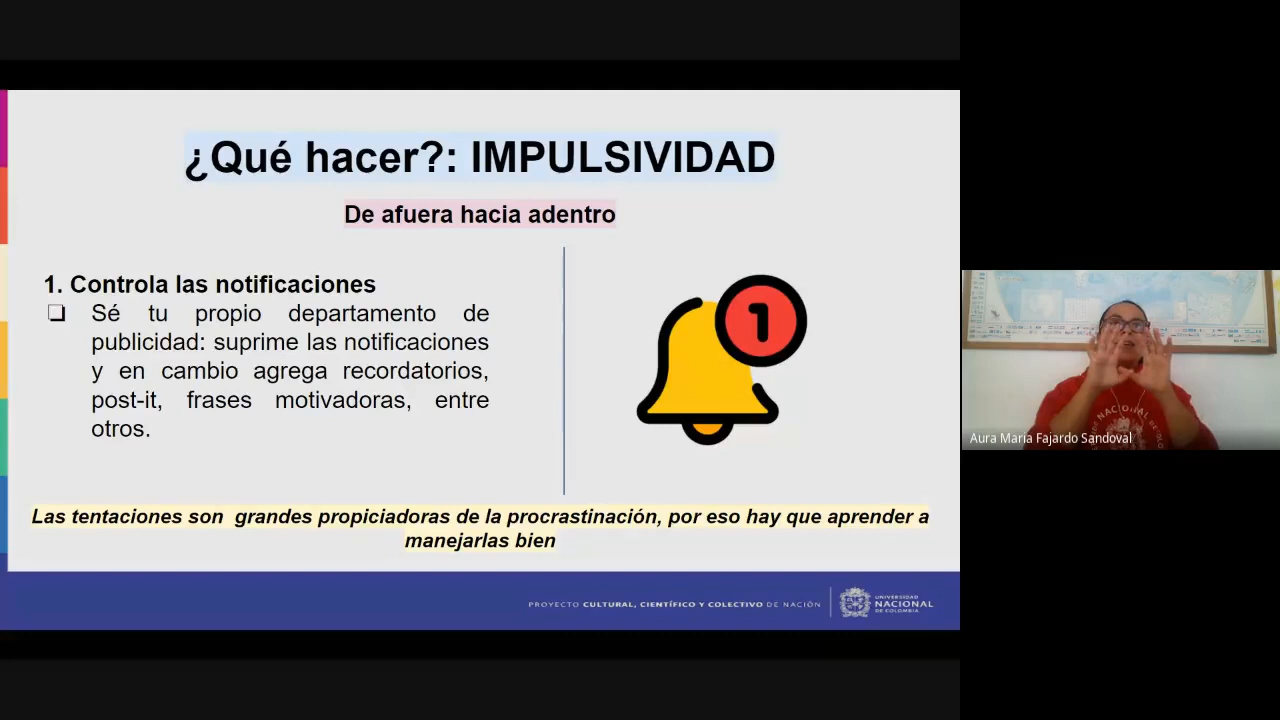 ¿Qué hacer?: IMPULSIVIDAD
De afuera hacia adentro
1. Controla las notificaciones
❏ Sé tu propio departamento de
publicidad: suprime las notificaciones
y en cambio agrega recordatorios,
post-it, frases motivadoras, entre
otros.
1
Las tentaciones son grandes propiciadoras de la procrastinación, por eso hay que aprender a
manejarlas bien
PROYECTO CULTURAL, CIENTÍFICO Y COLECTIVO DE NACIÓN
UNIVERSIDAD
NACIONAL
DE COLOMBIA
Aura Maria Fajardo Sandoval
NACIONAL